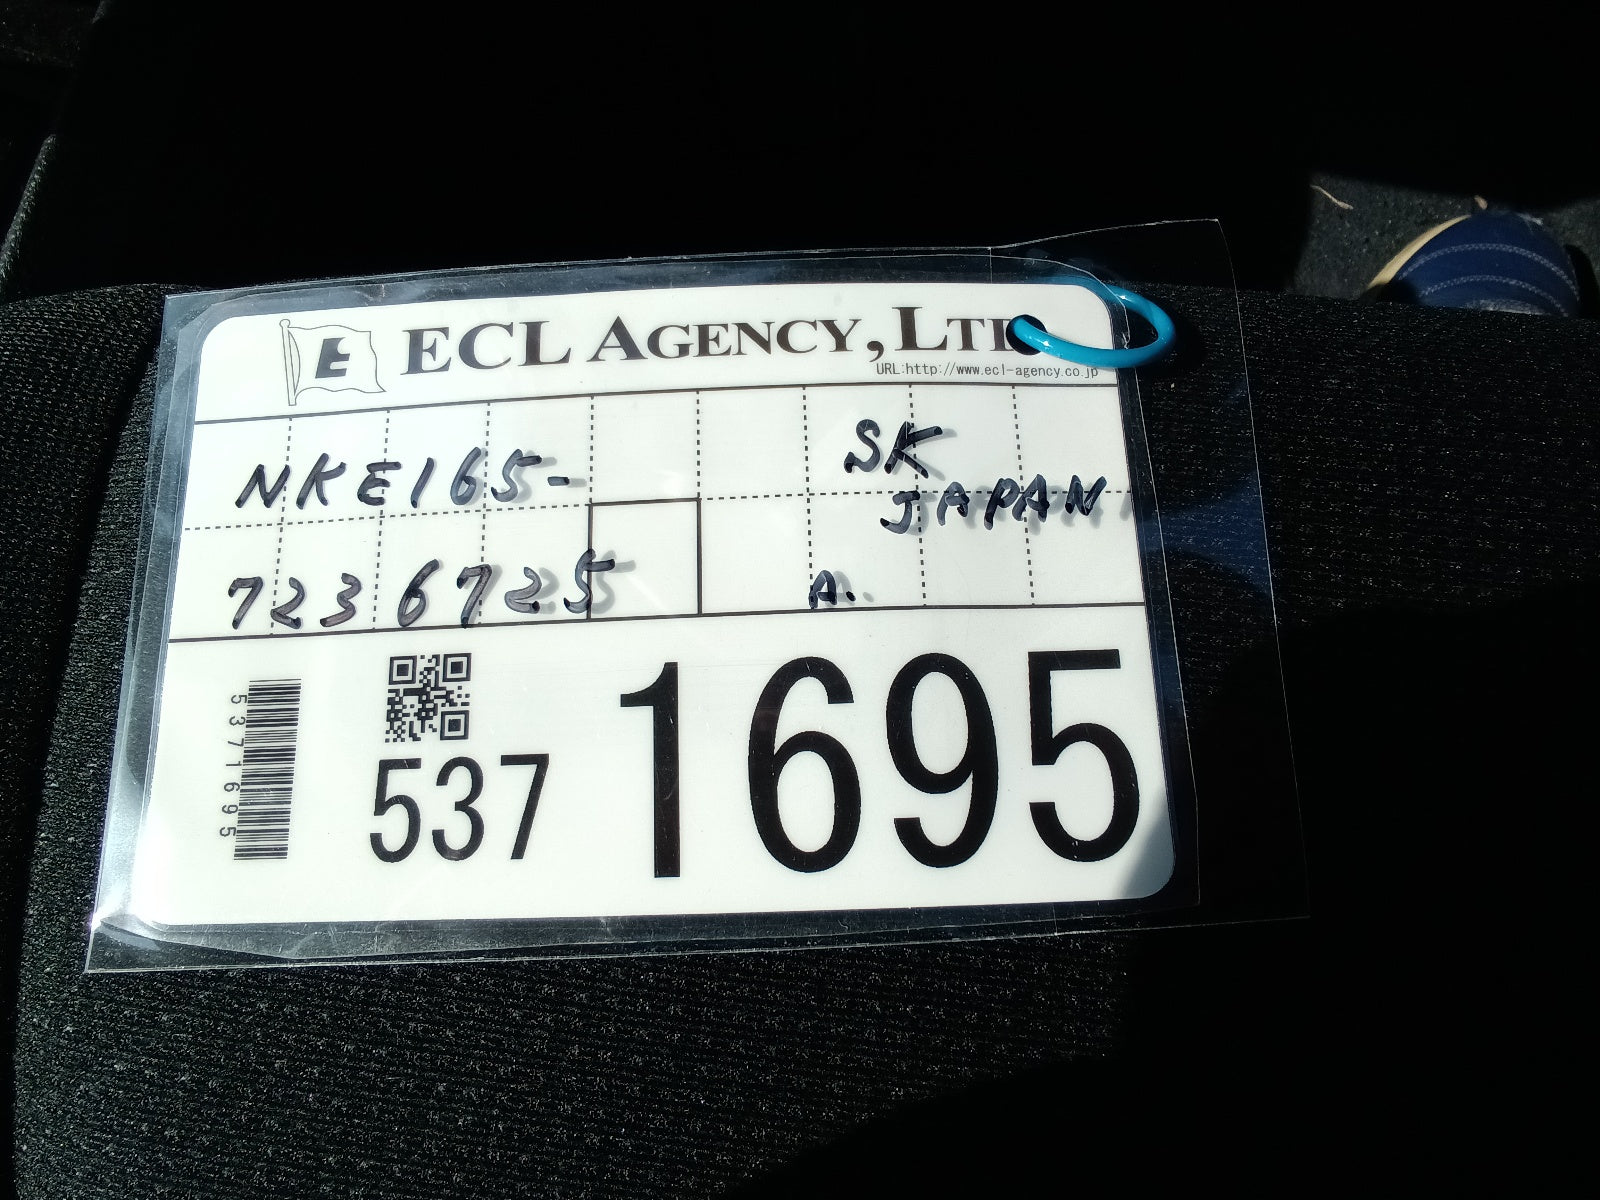 E ECL AGENCY, LTD
URL:http://www.ecl-agency.co.jp
NKE165-
SK
JAPAN
7236725
A.
5371695
537 1695